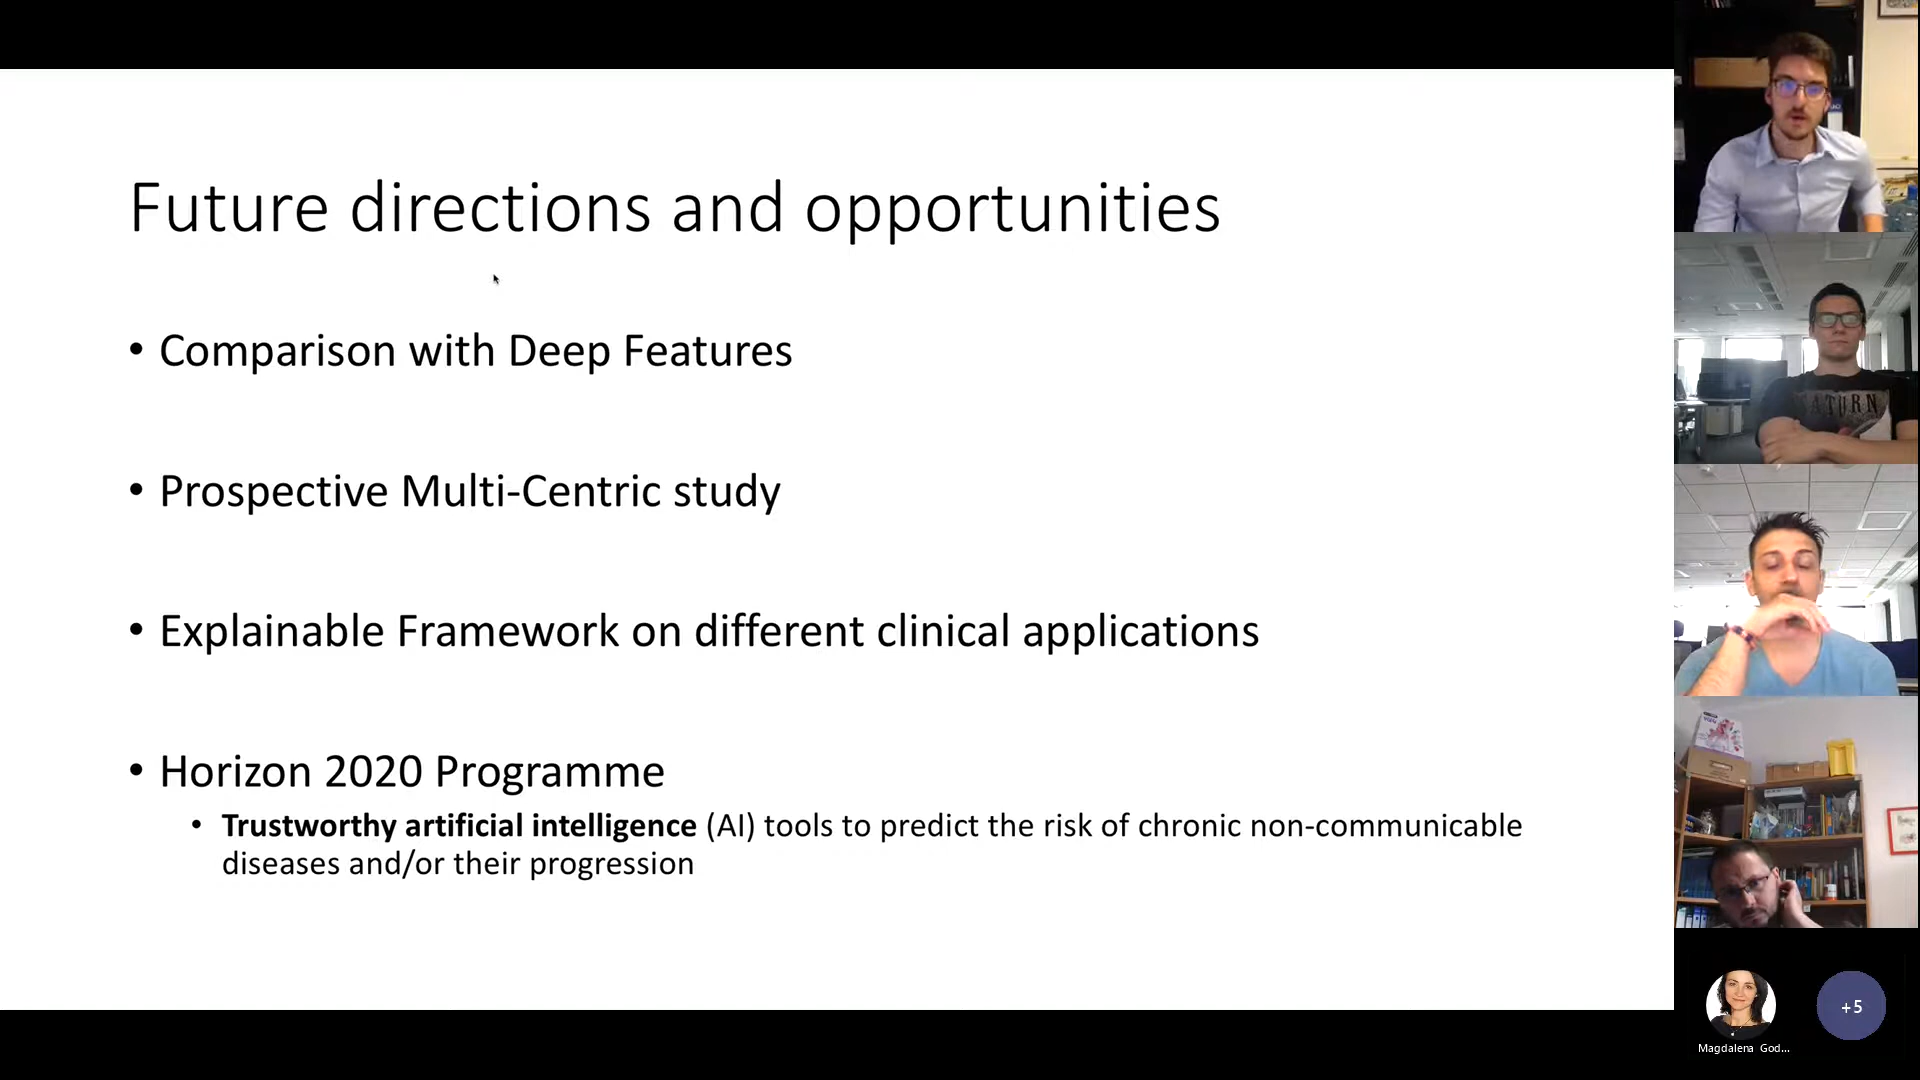 Future directions and opportunities
• Comparison with Deep Features
• Prospective Multi-Centric study
• Explainable Framework on different clinical applications
• Horizon 2020 Programme
• Trustworthy artificial intelligence (AI) tools to predict the risk of chronic non-communicable
diseases and/or their progression
SATURN
+5
Magdalena God...